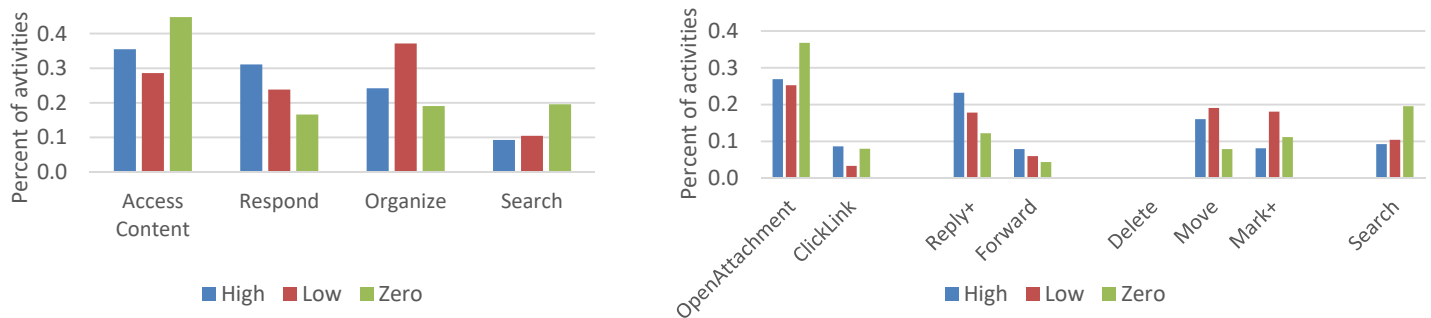 Percent of avtivities
0.4
0.3
0.2
0.1
0.0
Access Content
Respond
Organize
Search
High Low Zero
Percent of activities
0.4
0.3
0.2
0.1
0.0
OpenAttachment
ClickLink
Reply+
Forward
Delete
Move
Mark+
Search
High Low Zero